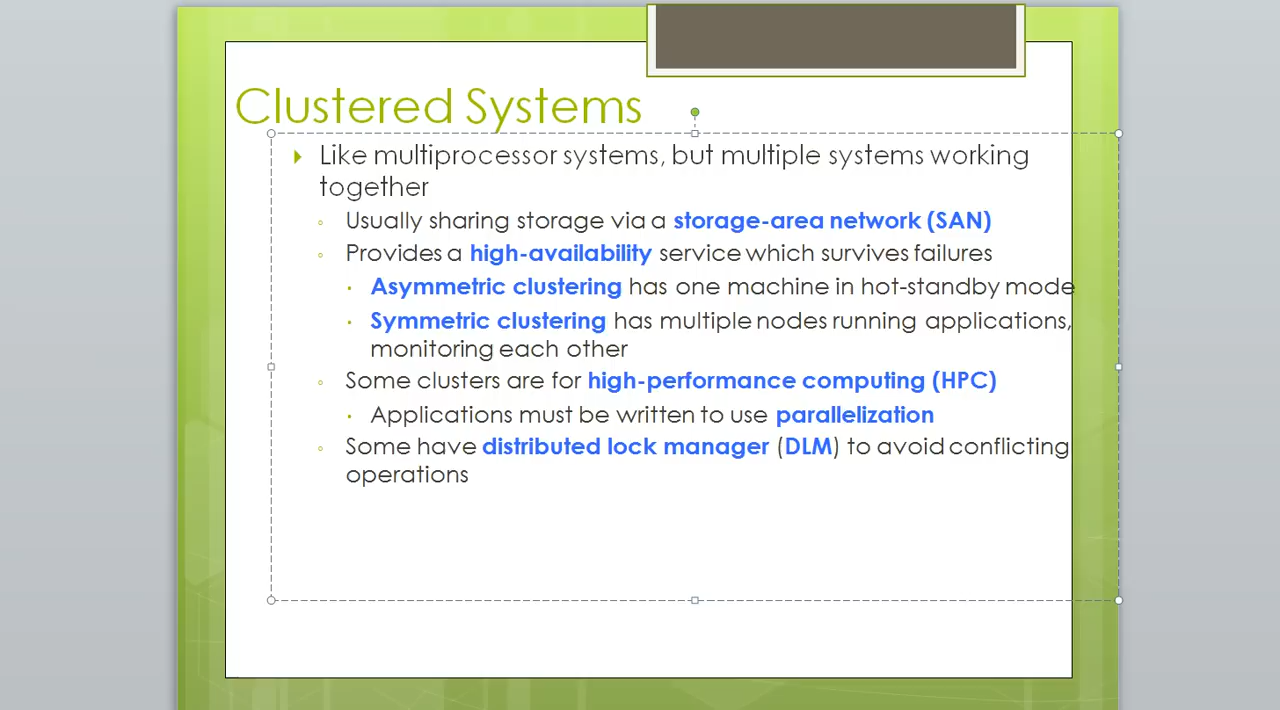 Clustered Systems
Like multiprocessor systems, but multiple systems working
together
Usually sharing storage via a storage-area network (SAN)
Provides a high-availability service which survives failures
Asymmetric clustering has one machine in hot-standby mode
Symmetric clustering has multiple nodes running applications,
monitoring each other
Some clusters are for high-performance computing (HPC)
Applications must be written to use parallelization
Some have distributed lock manager (DLM) to avoid conflicting
operations